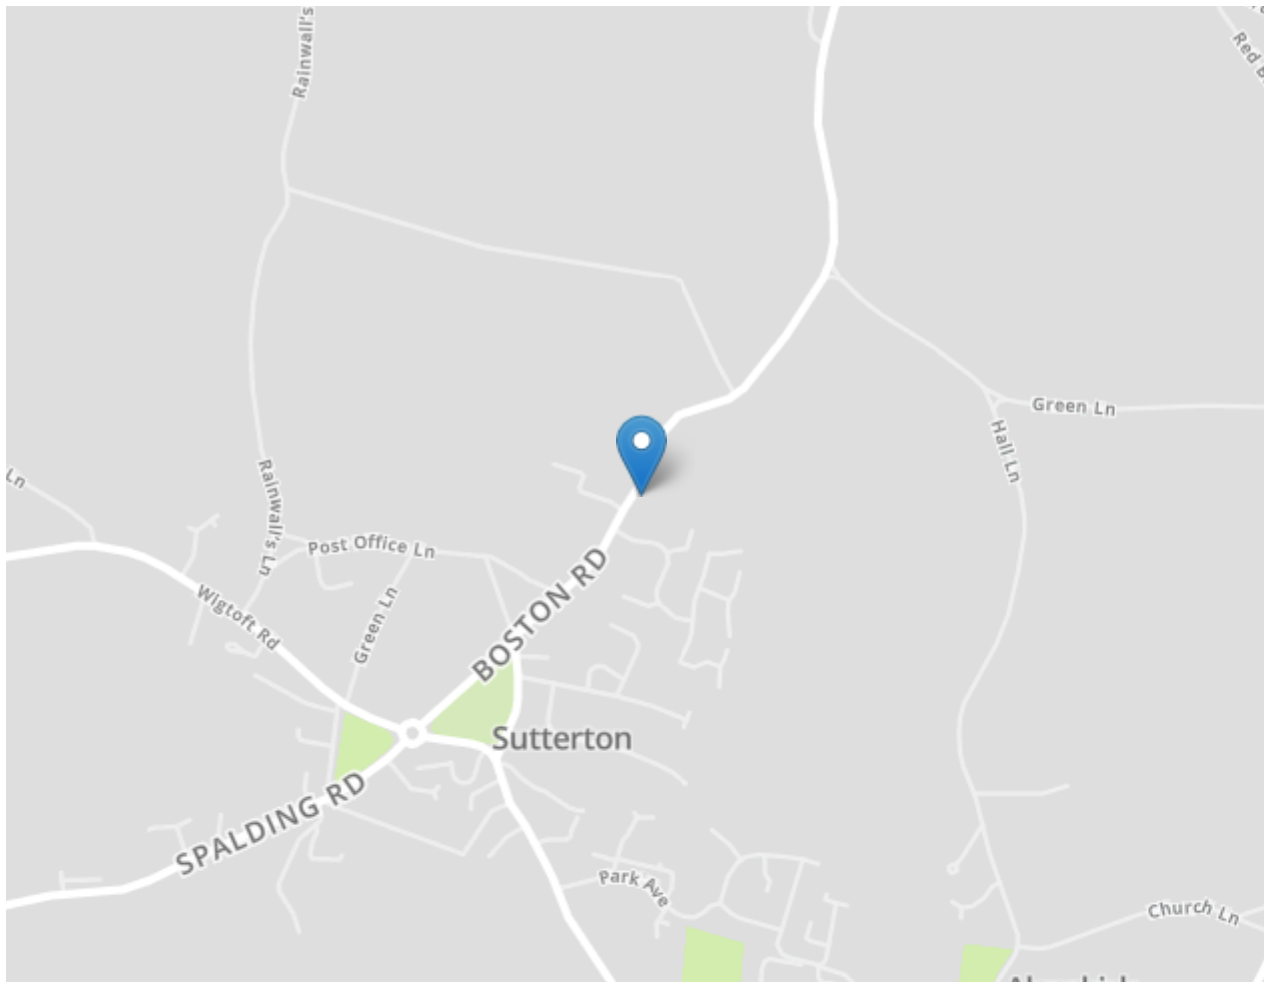 Rainwall's
Red B
Green Ln
Hall Ln
Ln
Rainwall's Ln
Post Office Ln
BOSTON RD
Wigtoft Rd
Green Ln
Sutterton
SPALDING RD
Park Ave
Church Ln